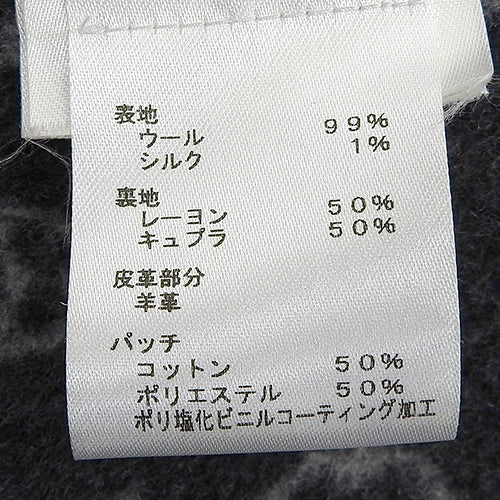 表地
ウール 99%
シルク 1%
裏地
レーヨン 50%
キュプラ 50%
皮革部分
羊革
パッチ
コットン 50%
ポリエステル 50%
ポリ塩化ビニルコーティング加工